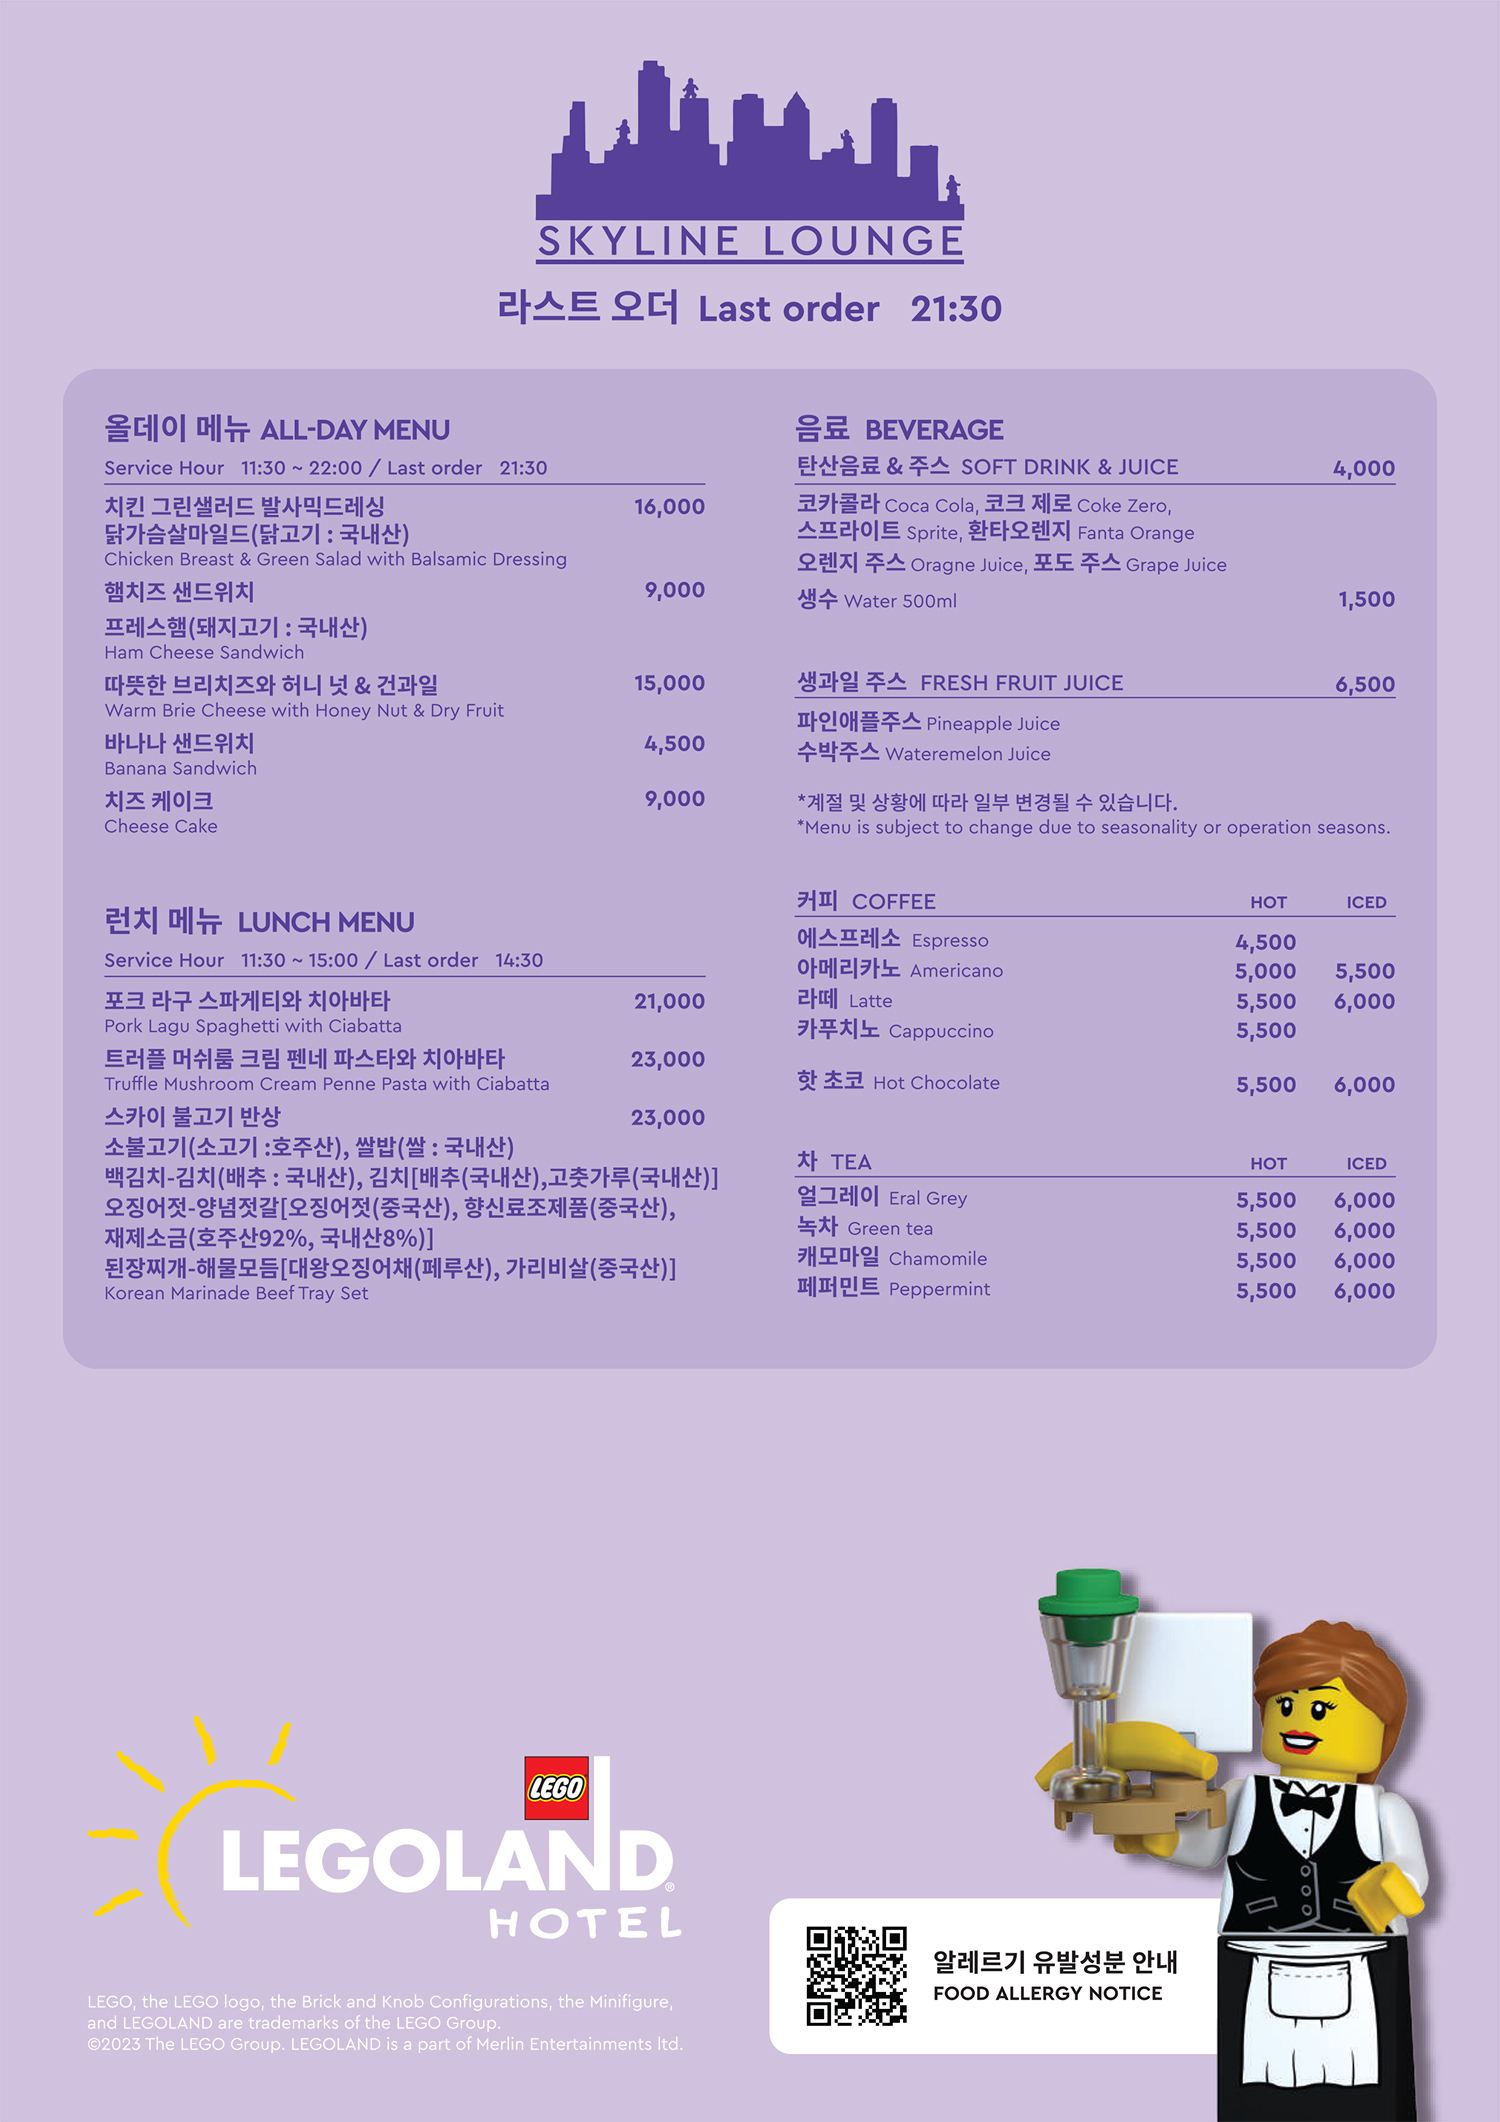 SKYLINE LOUNGE
라스트 오더 Last order 21:30
올데이 메뉴 ALL-DAY MENU
Service Hour 11:30 ~ 22:00 / Last order 21:30
치킨 그린샐러드 발사믹드레싱 16,000
닭가슴살마일드(닭고기 : 국내산)
Chicken Breast & Green Salad with Balsamic Dressing
햄치즈 샌드위치 9,000
프레스햄(돼지고기 : 국내산)
Ham Cheese Sandwich
따뜻한 브리치즈와 허니 넛 & 건과일 15,000
Warm Brie Cheese with Honey Nut & Dry Fruit
바나나 샌드위치 4,500
Banana Sandwich
치즈 케이크 9,000
Cheese Cake
런치 메뉴 LUNCH MENU
Service Hour 11:30 ~ 15:00 / Last order 14:30
포크 라구 스파게티와 치아바타 21,000
Pork Lagu Spaghetti with Ciabatta
트러플 머쉬룸 크림 펜네 파스타와 치아바타 23,000
Truffle Mushroom Cream Penne Pasta with Ciabatta
스카이 불고기 반상 23,000
소불고기(소고기 :호주산), 쌀밥(쌀 : 국내산)
백김치-김치(배추 : 국내산), 김치[배추(국내산),고춧가루(국내산)]
오징어젓-양념젓갈[오징어젓(중국산), 향신료조제품(중국산),
재제소금(호주산92%, 국내산8%)]
된장찌개-해물모듬[대왕오징어채(페루산), 가리비살(중국산)]
Korean Marinade Beef Tray Set
음료 BEVERAGE
탄산음료 & 주스 SOFT DRINK & JUICE 4,000
코카콜라 Coca Cola, 코크 제로 Coke Zero,
스프라이트 Sprite, 환타오렌지 Fanta Orange
오렌지 주스 Oragne Juice, 포도 주스 Grape Juice
생수 Water 500ml 1,500
생과일 주스 FRESH FRUIT JUICE 6,500
파인애플주스 Pineapple Juice
수박주스 Wateremelon Juice
*계절 및 상황에 따라 일부 변경될 수 있습니다.
*Menu is subject to change due to seasonality or operation seasons.
커피 COFFEE HOT ICED
에스프레소 Espresso 4,500
아메리카노 Americano 5,000 5,500
라떼 Latte 5,500 6,000
카푸치노 Cappuccino 5,500
핫 초코 Hot Chocolate 5,500 6,000
차 TEA HOT ICED
얼그레이 Eral Grey 5,500 6,000
녹차 Green tea 5,500 6,000
캐모마일 Chamomile 5,500 6,000
페퍼민트 Peppermint 5,500 6,000
LEGO
LEGOLAND®
HOTEL
LEGO, the LEGO logo, the Brick and Knob Configurations, the Minifigure,
and LEGOLAND are trademarks of the LEGO Group.
©2023 The LEGO Group. LEGOLAND is a part of Merlin Entertainments ltd.
알레르기 유발성분 안내
FOOD ALLERGY NOTICE